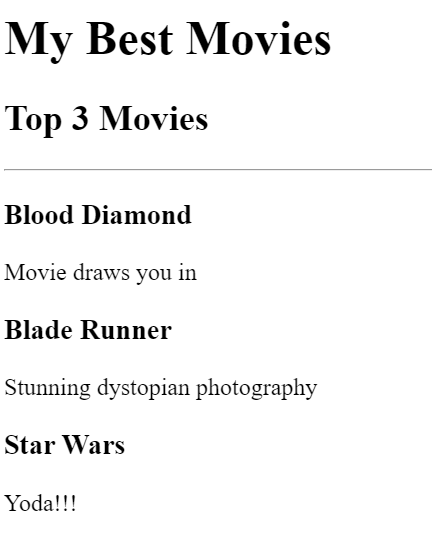 My Best Movies
Top 3 Movies
Blood Diamond
Movie draws you in
Blade Runner
Stunning dystopian photography
Star Wars
Yoda!!!